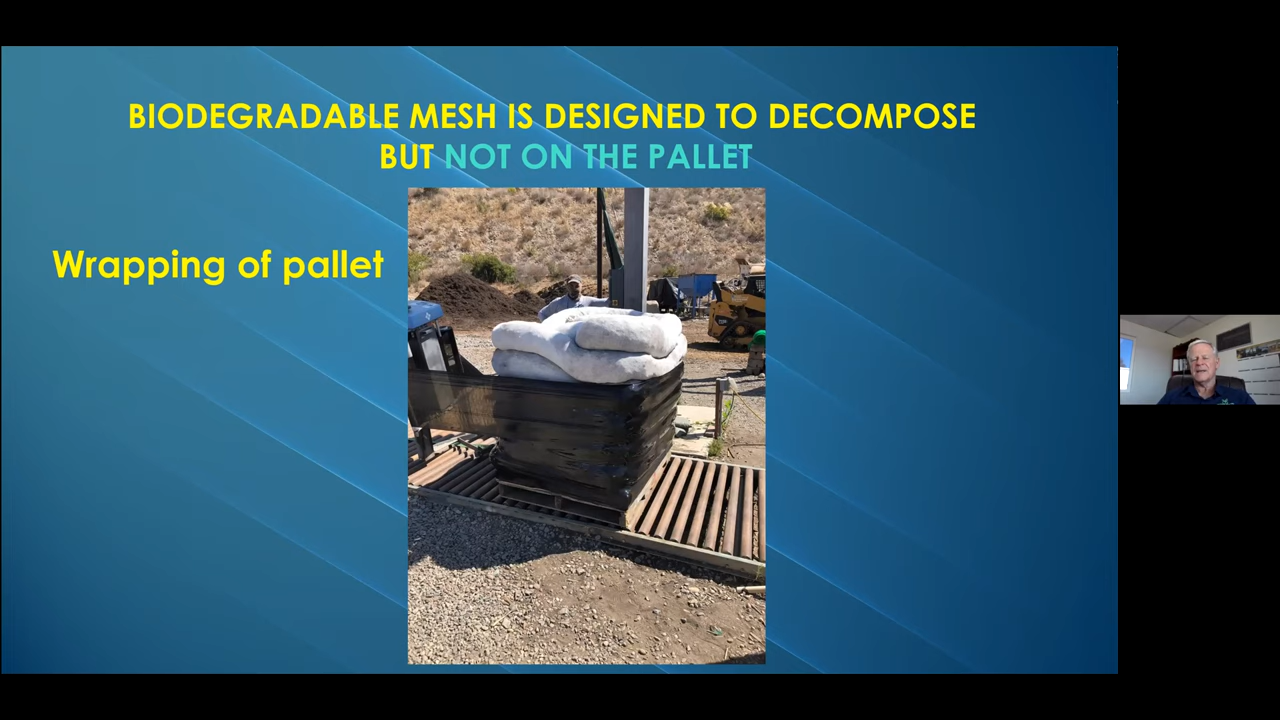 BIODEGRADABLE MESH IS DESIGNED TO DECOMPOSE
BUT NOT ON THE PALLET
Wrapping of pallet